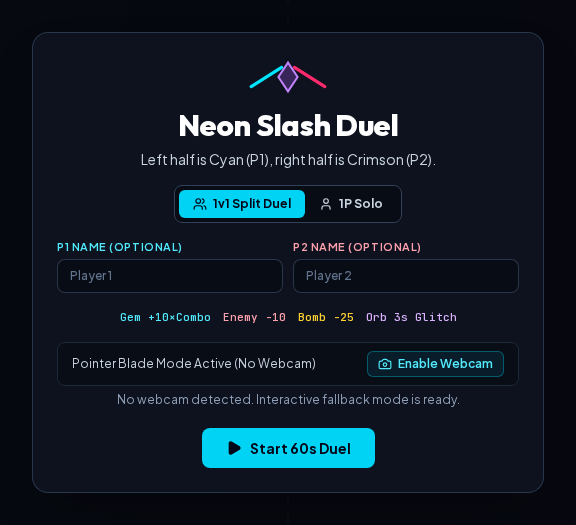 Neon Slash Duel
Left half is Cyan (P1), right half is Crimson (P2).
1v1 Split Duel 1P Solo
P1 NAME (OPTIONAL) P2 NAME (OPTIONAL)
Player 1 Player 2
Gem +10×Combo Enemy -10 Bomb -25 Orb 3s Glitch
Pointer Blade Mode Active (No Webcam) Enable Webcam
No webcam detected. Interactive fallback mode is ready.
Start 60s Duel